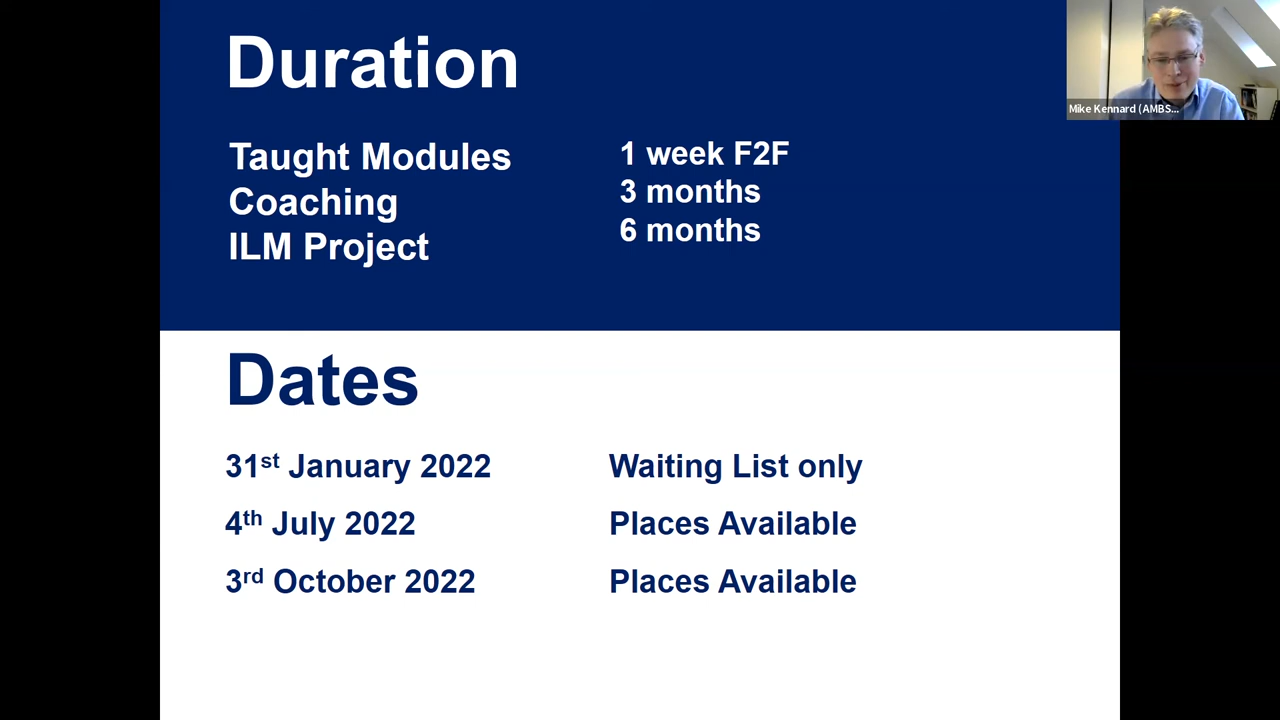 Duration
Taught Modules
Coaching
ILM Project
1 week F2F
3 months
6 months
Dates
31st January 2022 Waiting List only
4th July 2022 Places Available
3rd October 2022 Places Available
Mike Kennard (AMBS...